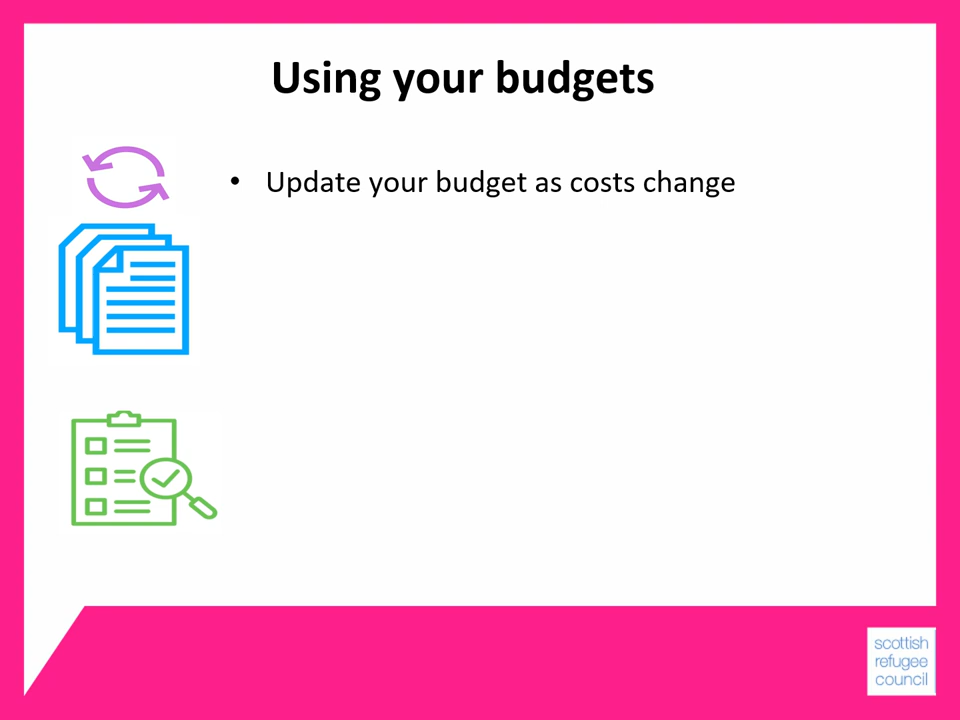 Using your budgets
• Update your budget as costs change
scottish
refugee
council